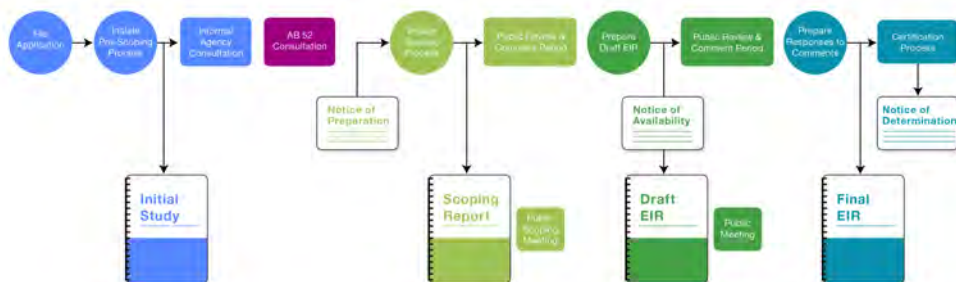 File
Application
Initiate
Pre-Scoping
Process
Informal
Agency
Consultation
AB 52
Consultation
Initiate
Scoping
Process
Public Review &
Comment Period
Prepare
Draft EIR
Public Review &
Comment Period
Prepare
Responses to
Comments
Certification
Process
Notice of
Preparation
Notice of
Availability
Notice of
Determination
Initial
Study
Scoping
Report
Public
Scoping
Meeting
Draft
EIR
Public
Meeting
Final
EIR